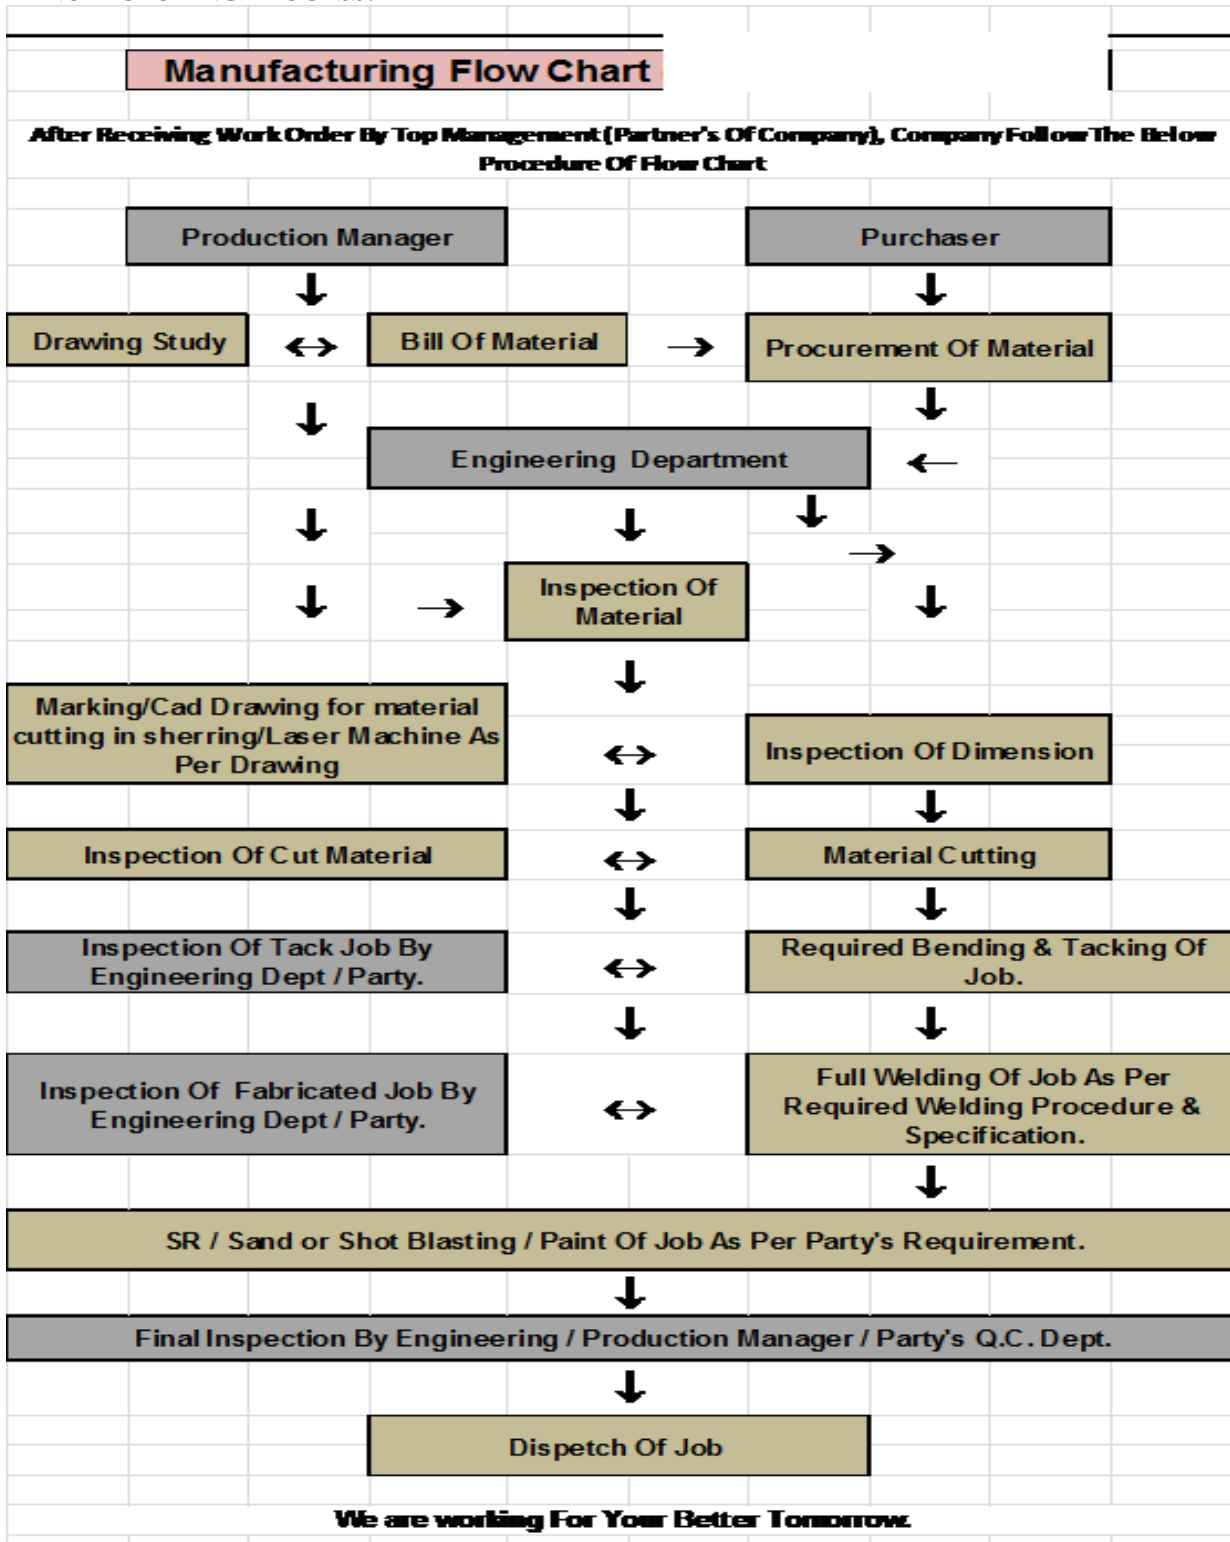 Manufacturing Flow Chart
After Receiving Work Order By Top Management (Partner's Of Company), Company Follow The Below
Procedure Of Flow Chart
Production Manager
Purchaser
Drawing Study
Bill Of Material
Procurement Of Material
Engineering Department
Inspection Of
Material
Marking/Cad Drawing for material
cutting in sherring/Laser Machine As
Per Drawing
Inspection Of Dimension
Inspection Of Cut Material
Material Cutting
Inspection Of Tack Job By
Engineering Dept / Party.
Required Bending & Tacking Of
Job.
Inspection Of Fabricated Job By
Engineering Dept / Party.
Full Welding Of Job As Per
Required Welding Procedure &
Specification.
SR / Sand or Shot Blasting / Paint Of Job As Per Party's Requirement.
Final Inspection By Engineering / Production Manager / Party's Q.C. Dept.
Dispetch Of Job
We are working For Your Better Tomorrow.